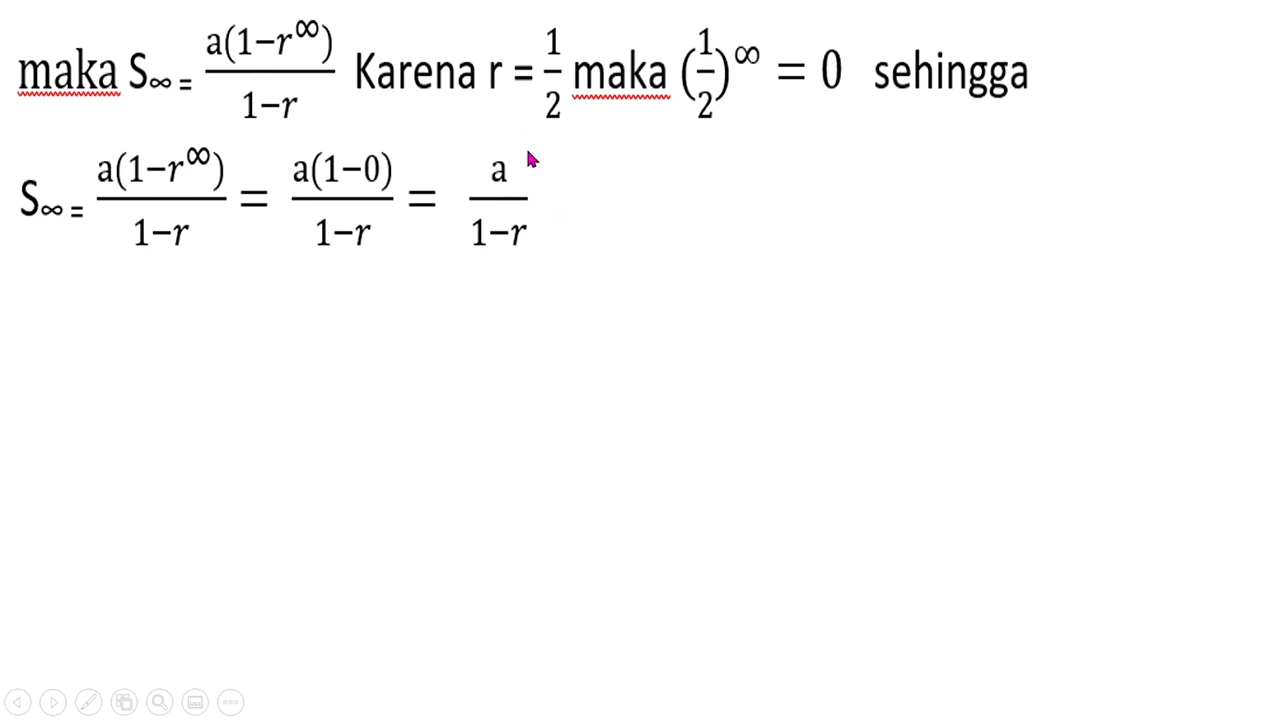 maka S∞ = a(1−r^∞)/(1−r) Karena r = 1/2 maka (1/2)^∞ = 0 sehingga
S∞ = a(1−r^∞)/(1−r) = a(1−0)/(1−r) = a/(1−r)